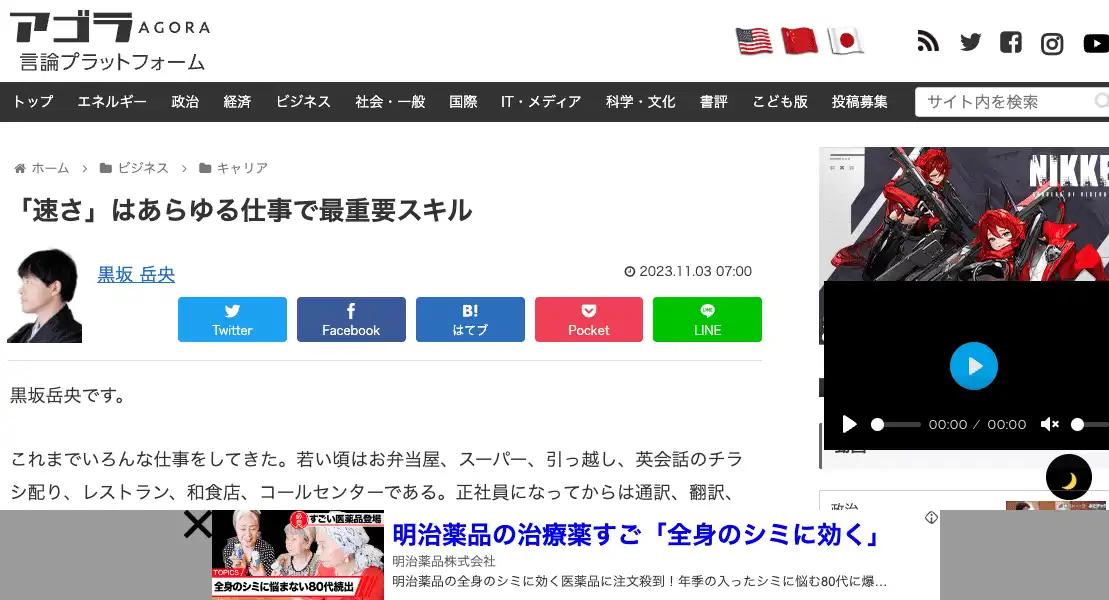 アゴラ AGORA
言論プラットフォーム
トップ エネルギー 政治 経済 ビジネス 社会・一般 国際 IT・メディア 科学・文化 書評 こども版 投稿募集 サイト内を検索
ホーム > ビジネス > キャリア
「速さ」はあらゆる仕事で最重要スキル
黒坂 岳央
2023.11.03 07:00
Twitter
Facebook
B! はてブ
Pocket
LINE
NIKKE
00:00 / 00:00
黒坂岳央です。
これまでいろんな仕事をしてきた。若い頃はお弁当屋、スーパー、引っ越し、英会話のチラ
シ配り、レストラン、和食店、コールセンターである。正社員になってからは通訳、翻訳、
政治
必見 すごい医薬品登場
TOPICS/
全身のシミに悩まない80代続出
明治薬品の治療薬すご「全身のシミに効く」
明治薬品株式会社
明治薬品の全身のシミに効く医薬品に注文殺到！年季の入ったシミに悩む80代に爆...